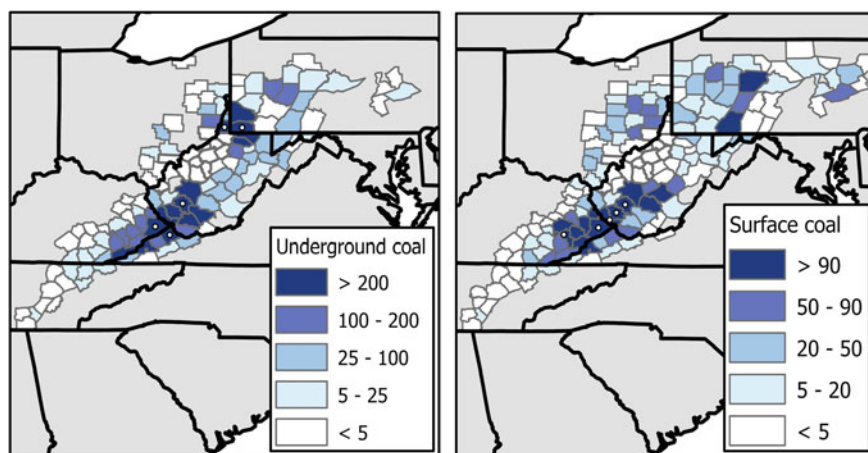 Underground coal
> 200
100 - 200
25 - 100
5 - 25
< 5
Surface coal
> 90
50 - 90
20 - 50
5 - 20
< 5